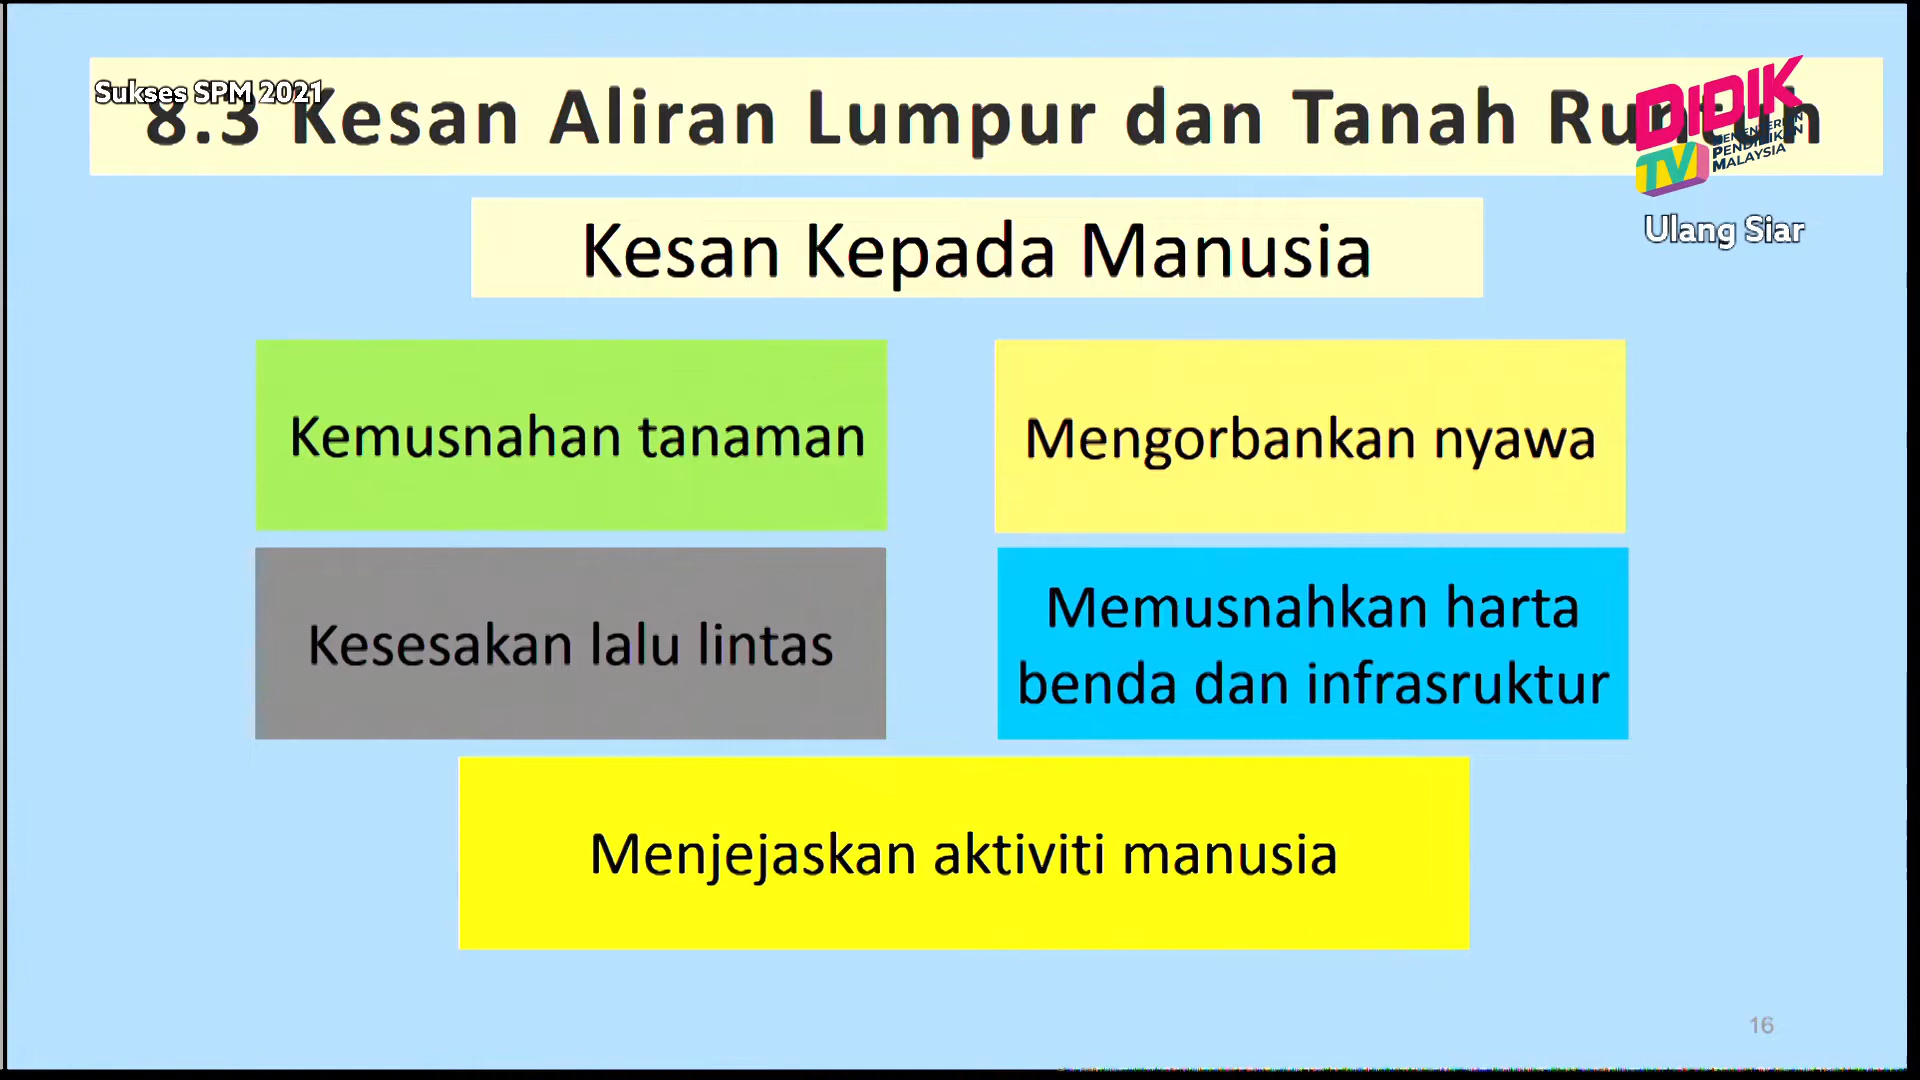 Sukses SPM 2021
8.3 Kesan Aliran Lumpur dan Tanah Runtuh
DIDIK
TV
KEMENTERIAN
PENDIDIKAN
MALAYSIA
Ulang Siar
Kesan Kepada Manusia
Kemusnahan tanaman
Mengorbankan nyawa
Kesesakan lalu lintas
Memusnahkan harta
benda dan infrasruktur
Menjejaskan aktiviti manusia
16